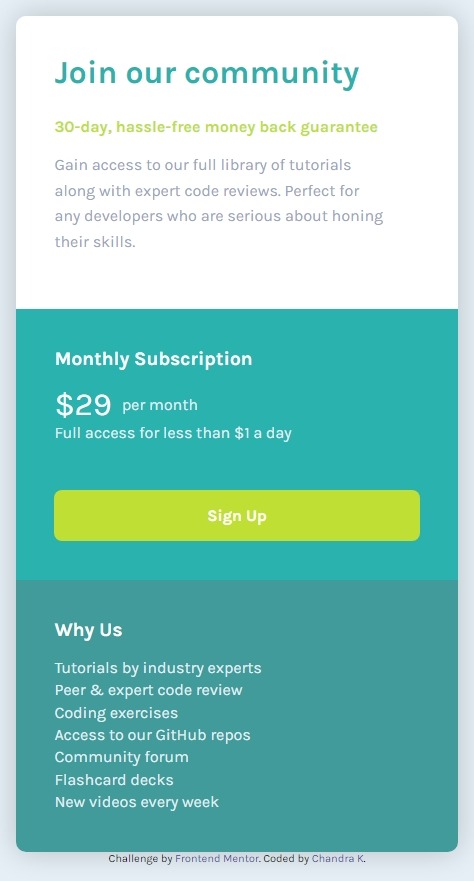 Join our community
30-day, hassle-free money back guarantee
Gain access to our full library of tutorials
along with expert code reviews. Perfect for
any developers who are serious about honing
their skills.
Monthly Subscription
$29 per month
Full access for less than $1 a day
Sign Up
Why Us
Tutorials by industry experts
Peer & expert code review
Coding exercises
Access to our GitHub repos
Community forum
Flashcard decks
New videos every week
Challenge by Frontend Mentor. Coded by Chandra K.